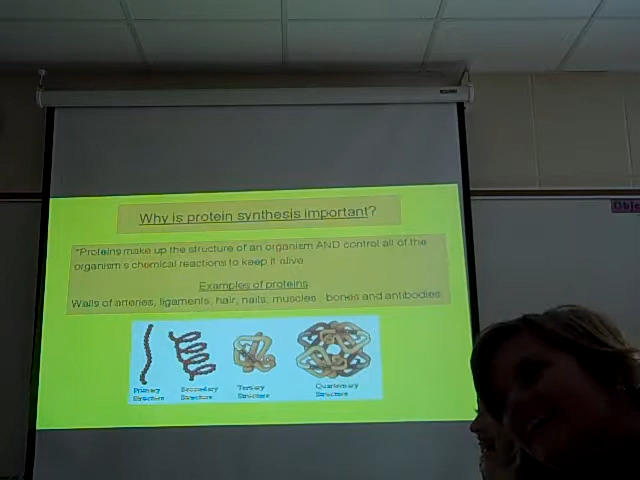 Why is protein synthesis important?
*Proteins make up the structure of an organism AND control all of the
organism's chemical reactions to keep it alive
Examples of proteins
Walls of arteries, ligaments, hair, nails, muscles, bones and antibodies
Primary
Structure
Secondary
Structure
Tertiary
Structure
Quarternary
Structure
Obje